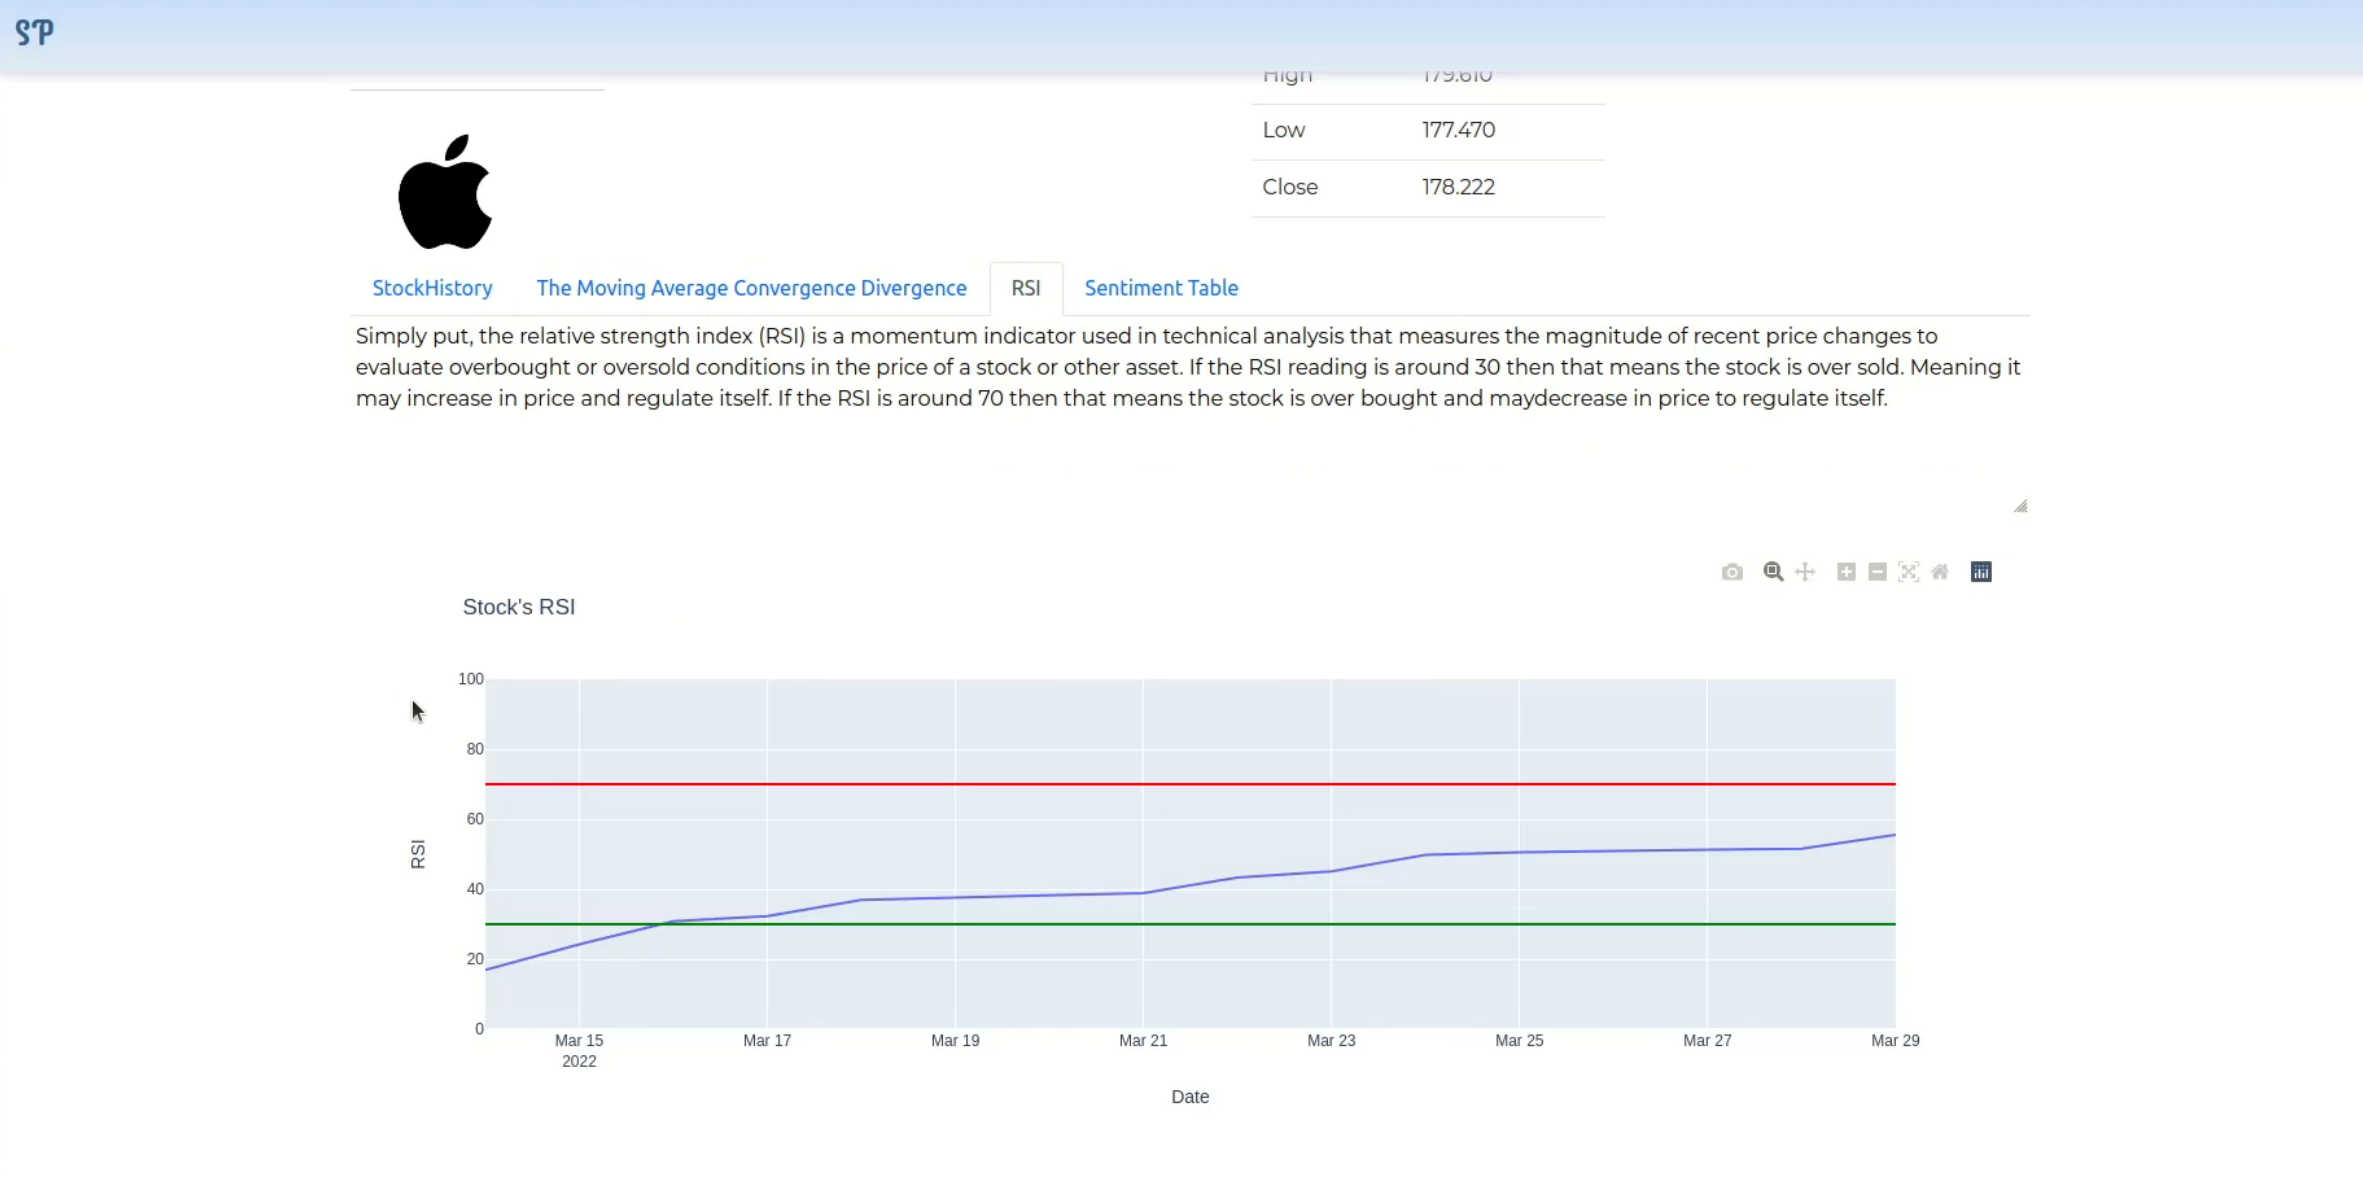 SP
High 179.610
Low 177.470
Close 178.222
StockHistory The Moving Average Convergence Divergence RSI Sentiment Table
Simply put, the relative strength index (RSI) is a momentum indicator used in technical analysis that measures the magnitude of recent price changes to
evaluate overbought or oversold conditions in the price of a stock or other asset. If the RSI reading is around 30 then that means the stock is over sold. Meaning it
may increase in price and regulate itself. If the RSI is around 70 then that means the stock is over bought and maydecrease in price to regulate itself.
Stock's RSI
100
80
60
RSI
40
20
0
Mar 15 Mar 17 Mar 19 Mar 21 Mar 23 Mar 25 Mar 27 Mar 29
2022
Date